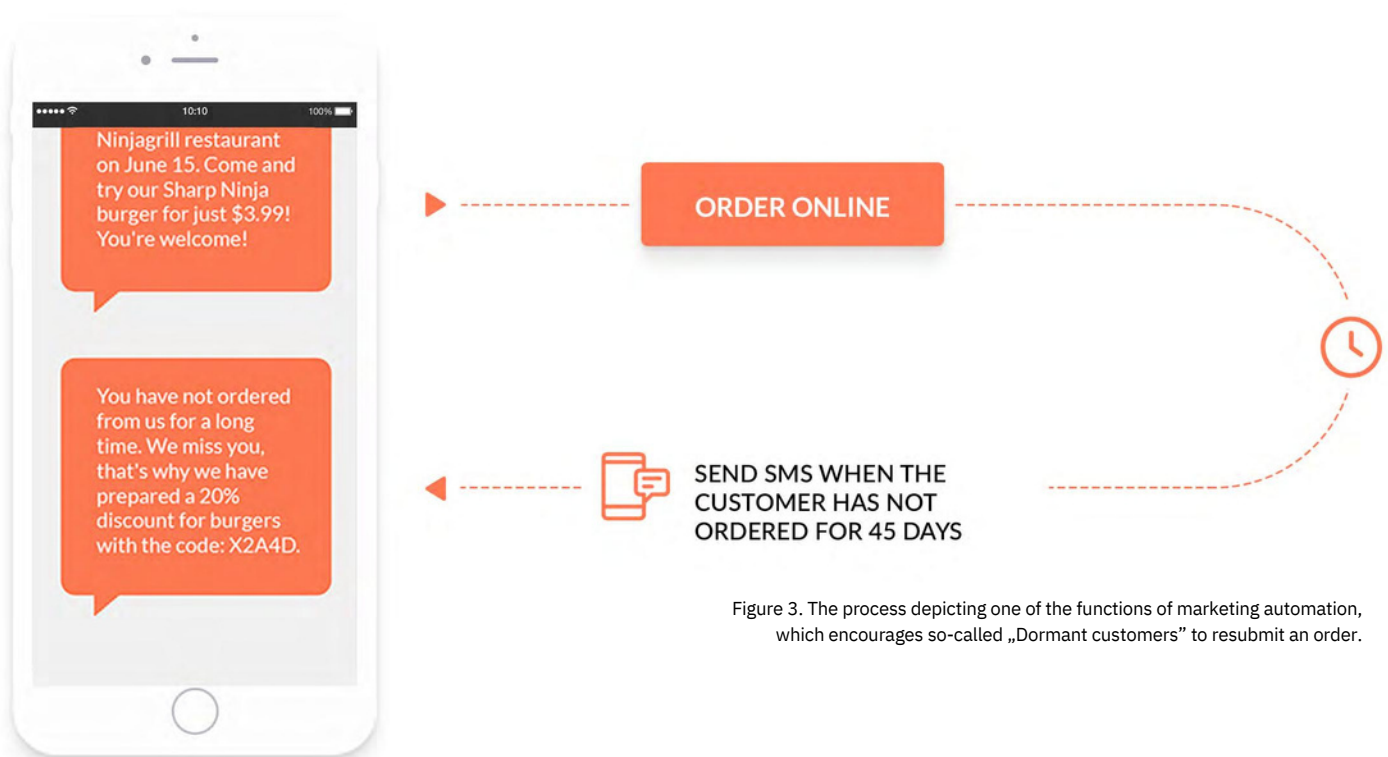 10:10
100%
Ninjagrill restaurant
on June 15. Come and
try our Sharp Ninja
burger for just $3.99!
You're welcome!
ORDER ONLINE
You have not ordered
from us for a long
time. We miss you,
that's why we have
prepared a 20%
discount for burgers
with the code: X2A4D.
SEND SMS WHEN THE
CUSTOMER HAS NOT
ORDERED FOR 45 DAYS
Figure 3. The process depicting one of the functions of marketing automation,
which encourages so-called „Dormant customers” to resubmit an order.